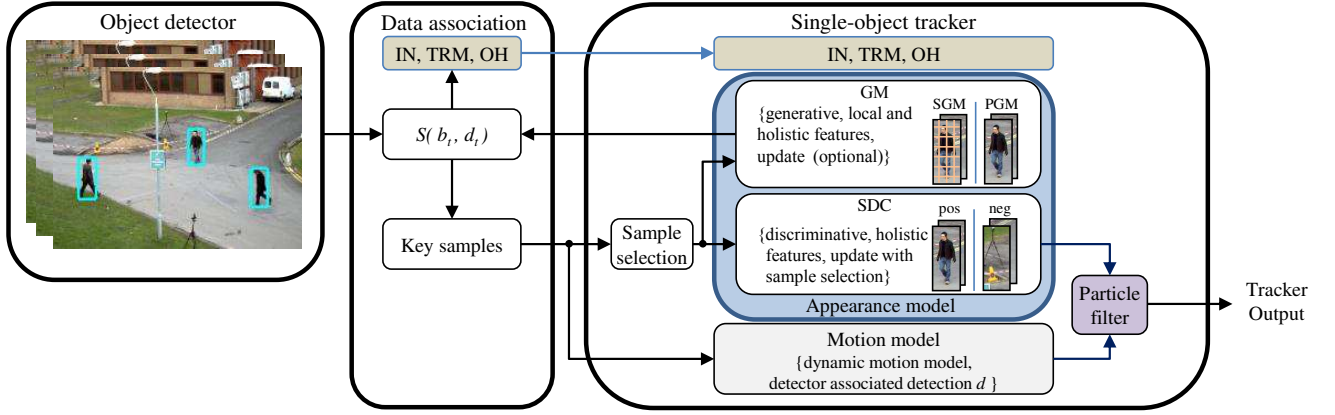 Object detector
Data association
IN, TRM, OH
S( bt, dt )
Key samples
Single-object tracker
IN, TRM, OH
GM
{generative, local and
holistic features,
update (optional)}
SGM
PGM
Sample
selection
SDC
{discriminative, holistic
features, update with
sample selection}
pos
neg
Appearance model
Motion model
{dynamic motion model,
detector associated detection d }
Particle
filter
Tracker
Output